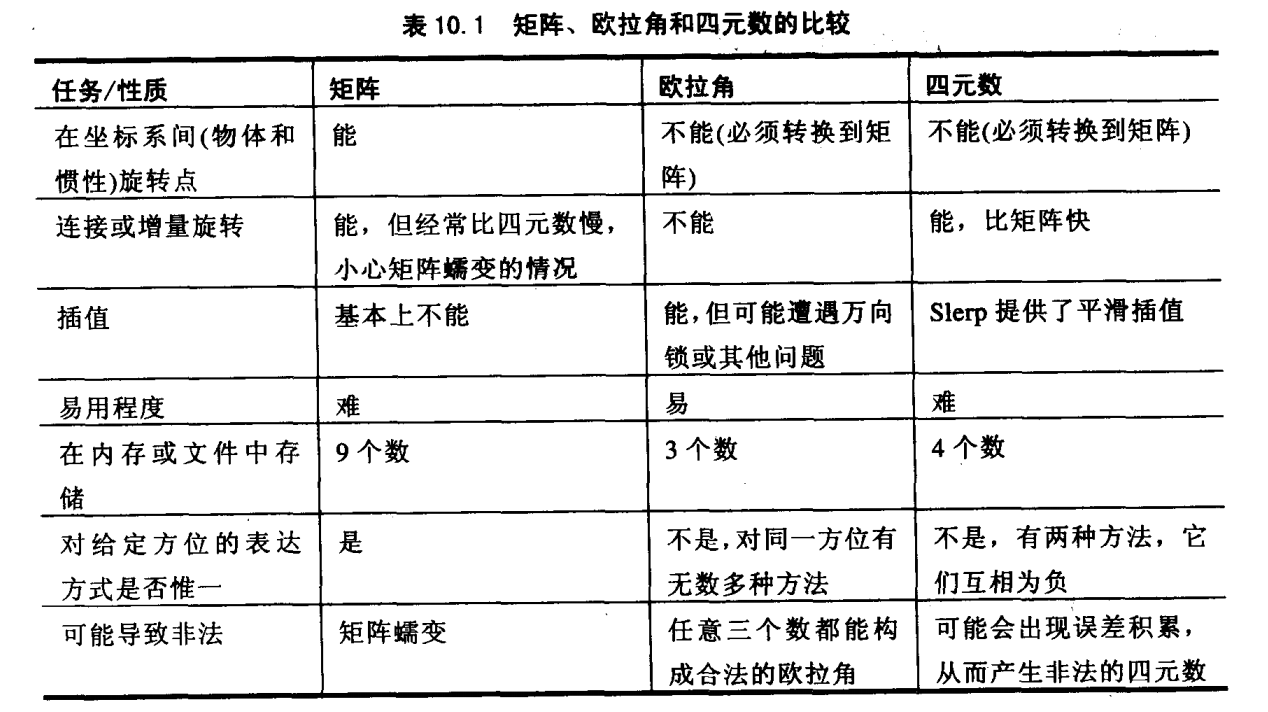 表 10.1 矩阵、欧拉角和四元数的比较
任务/性质 矩阵 欧拉角 四元数
在坐标系间(物体和 能 不能(必须转换到矩 不能(必须转换到矩阵)
惯性)旋转点 阵)
连接或增量旋转 能，但经常比四元数慢， 不能 能，比矩阵快
小心矩阵蠕变的情况
插值 基本上不能 能，但可能遭遇万向 Slerp 提供了平滑插值
锁或其他问题
易用程度 难 易 难
在内存或文件中存 9 个数 3 个数 4 个数
储
对给定方位的表达 是 不是，对同一方位有 不是，有两种方法，它
方式是否惟一 无数多种方法 们互相为负
可能导致非法 矩阵蠕变 任意三个数都能构 可能会出现误差积累，
成合法的欧拉角 从而产生非法的四元数